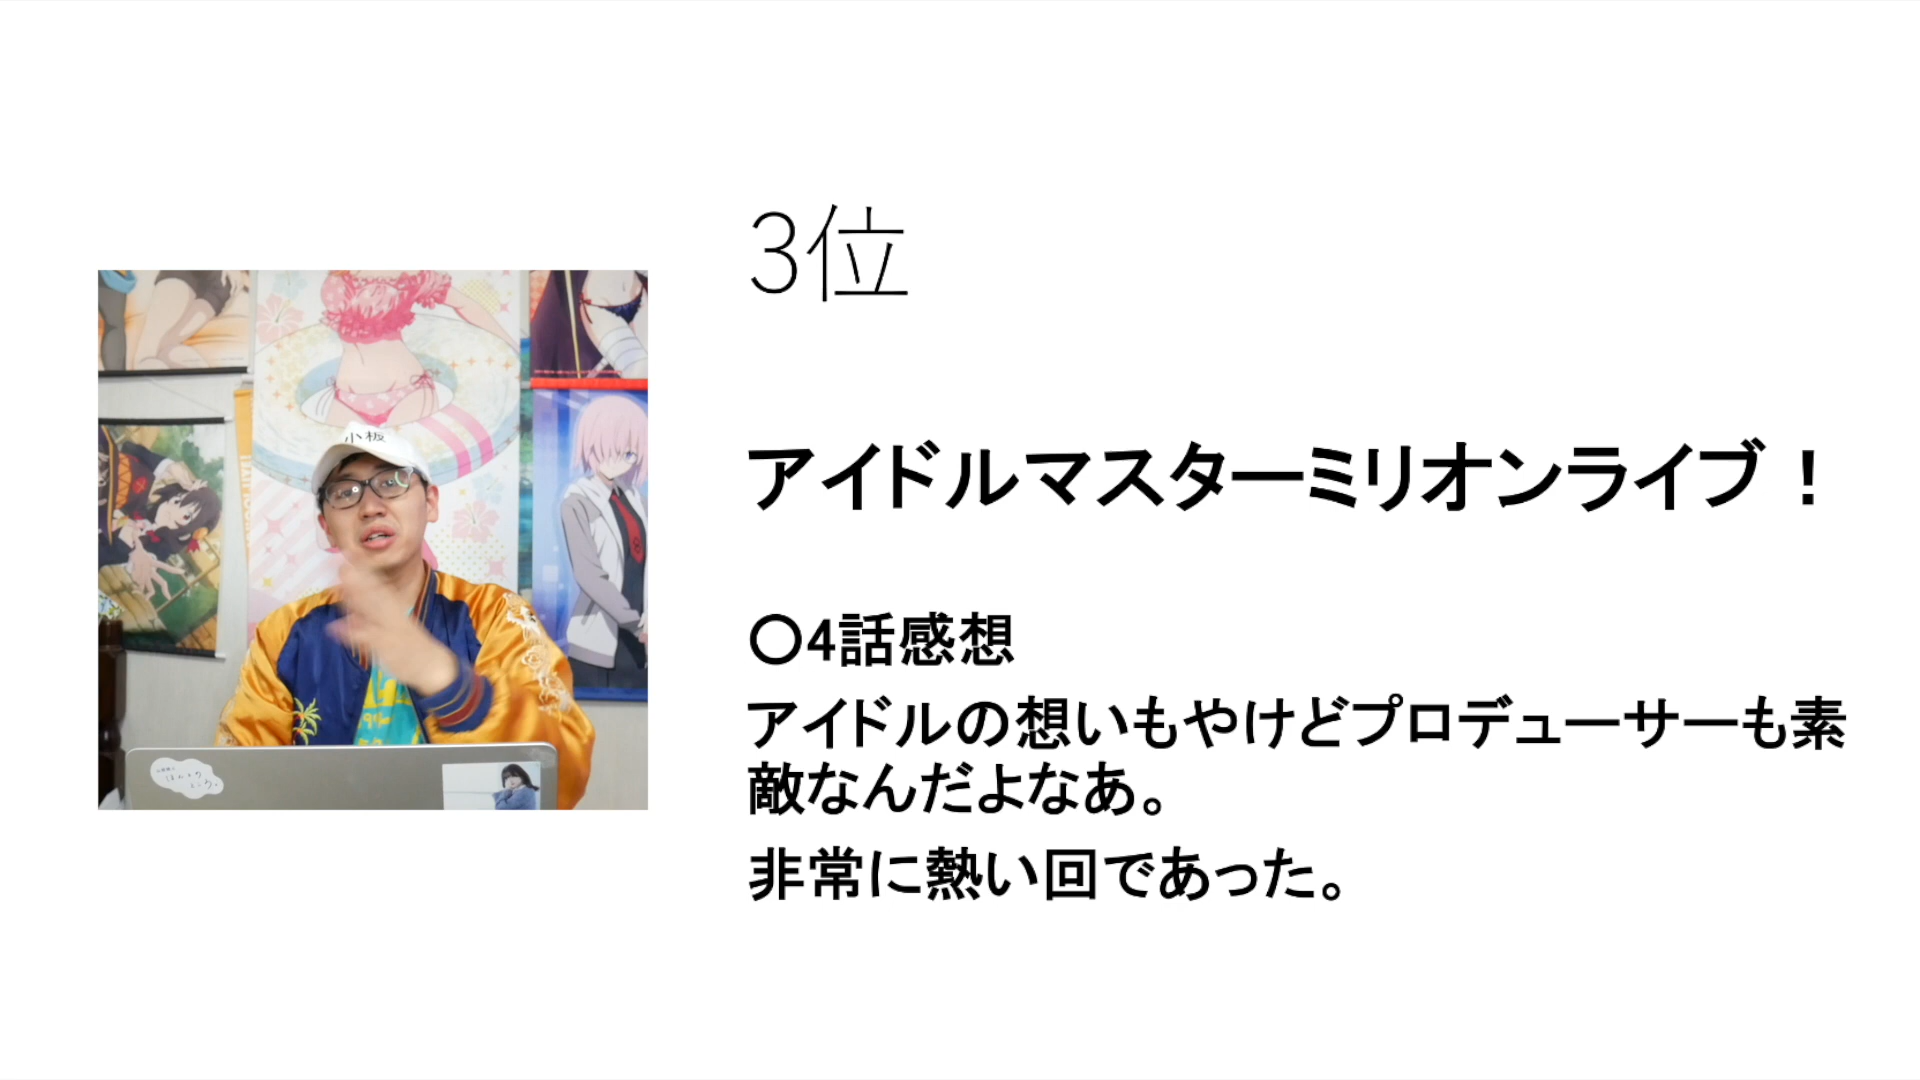 3位
アイドルマスターミリオンライブ！
小板
〇4話感想
アイドルの想いもやけどプロデューサーも素
敵なんだよなあ。
非常に熱い回であった。